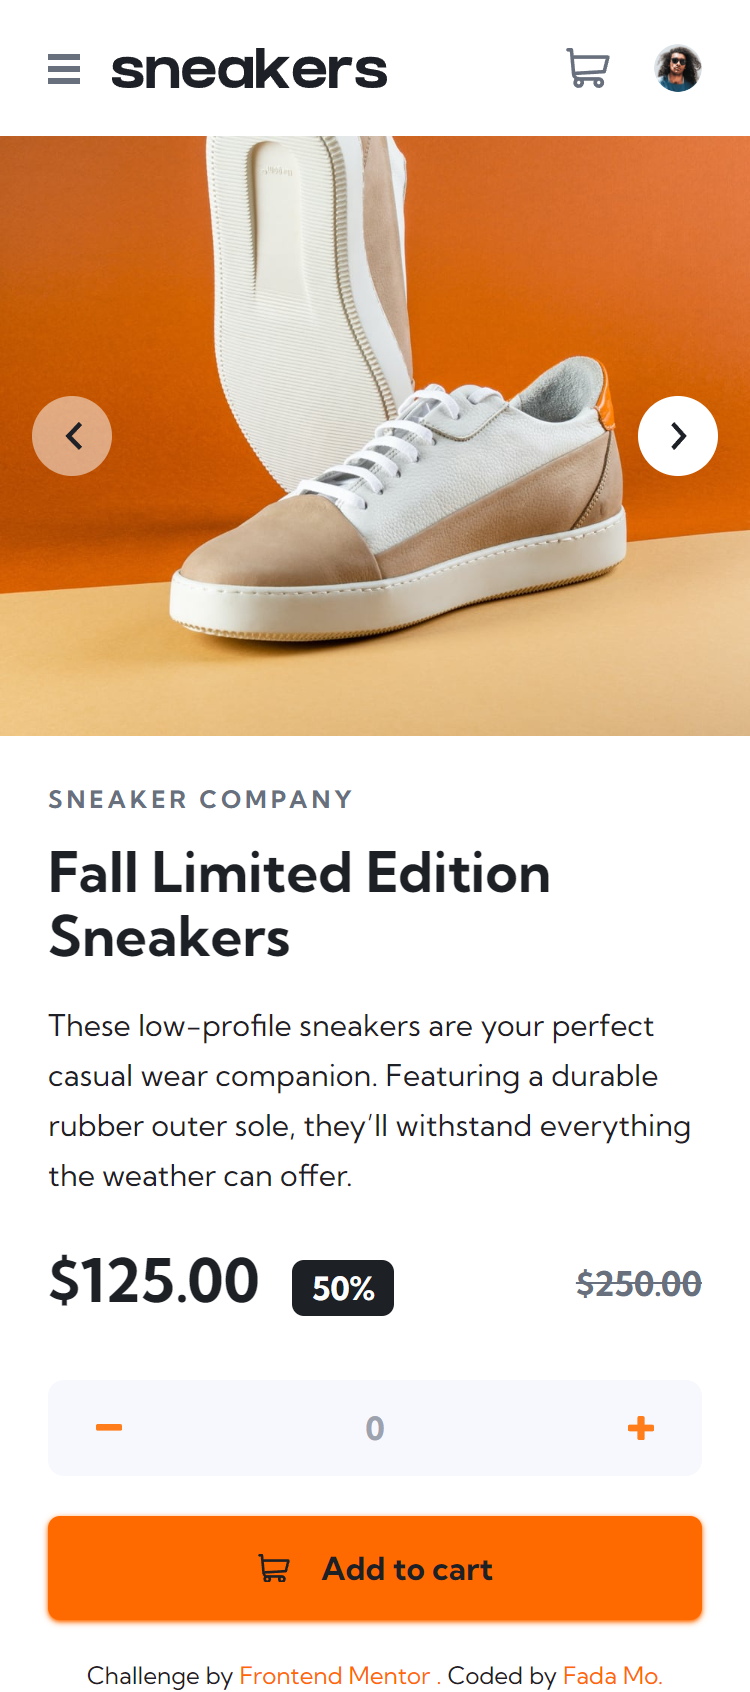 sneakers
SNEAKER COMPANY
Fall Limited Edition
Sneakers
These low-profile sneakers are your perfect
casual wear companion. Featuring a durable
rubber outer sole, they’ll withstand everything
the weather can offer.
$125.00 50% $250.00
0
Add to cart
Challenge by Frontend Mentor . Coded by Fada Mo.